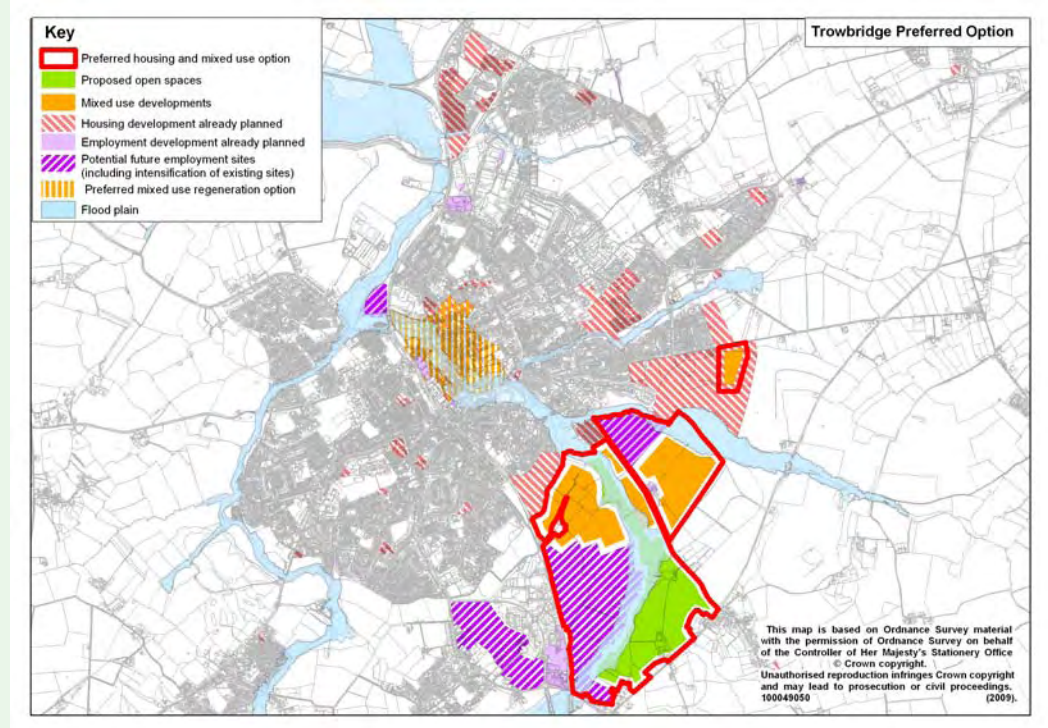 Key
Preferred housing and mixed use option
Proposed open spaces
Mixed use developments
Housing development already planned
Employment development already planned
Potential future employment sites
(including intensification of existing sites)
Preferred mixed use regeneration option
Flood plain
Trowbridge Preferred Option
This map is based on Ordnance Survey material
with the permission of Ordnance Survey on behalf
of the Controller of Her Majesty's Stationery Office
© Crown copyright.
Unauthorised reproduction infringes Crown copyright
and may lead to prosecution or civil proceedings.
100049050 (2009).